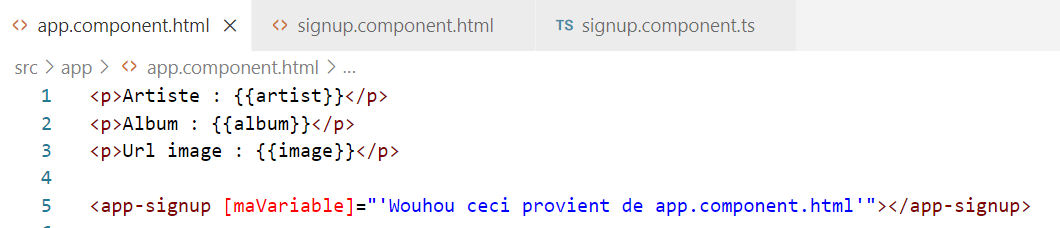 <> app.component.html × <> signup.component.html TS signup.component.ts
src > app > <> app.component.html > ...
1 <p>Artiste : {{artist}}</p>
2 <p>Album : {{album}}</p>
3 <p>Url image : {{image}}</p>
4
5 <app-signup [maVariable]="'Wouhou ceci provient de app.component.html'"></app-signup>